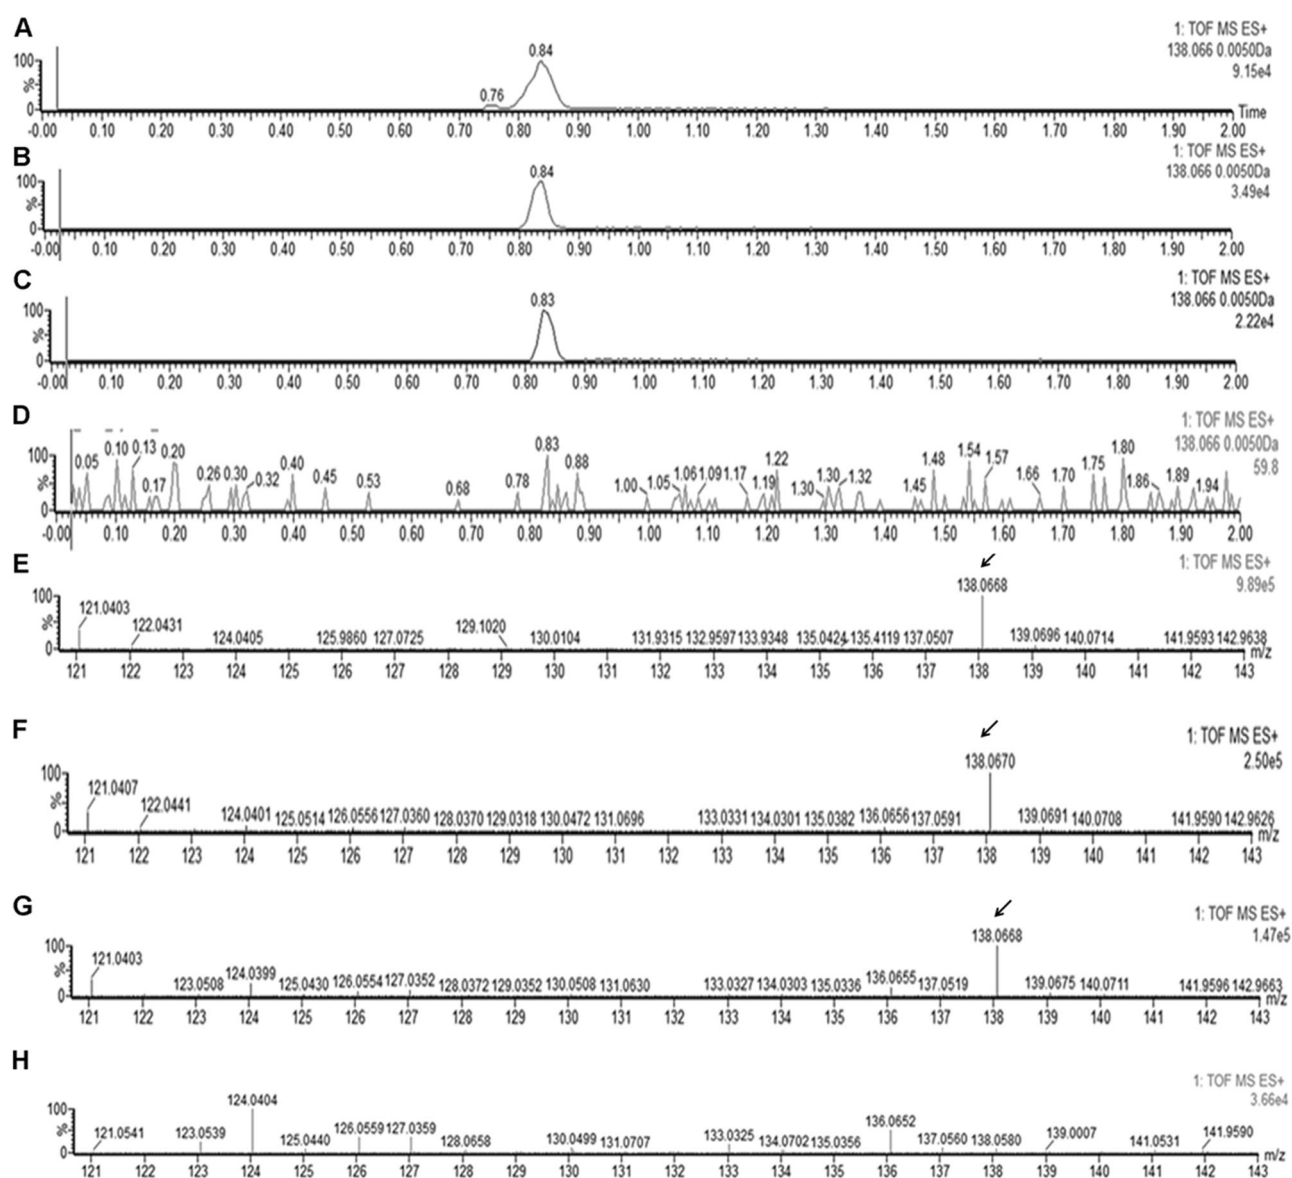 A
1: TOF MS ES+
138.066 0.0050Da
9.15e4
0.84
0.76
100
%
0
Time
-0.00 0.10 0.20 0.30 0.40 0.50 0.60 0.70 0.80 0.90 1.00 1.10 1.20 1.30 1.40 1.50 1.60 1.70 1.80 1.90 2.00
B
1: TOF MS ES+
138.066 0.0050Da
3.49e4
0.84
100
%
0
-0.00 0.10 0.20 0.30 0.40 0.50 0.60 0.70 0.80 0.90 1.00 1.10 1.20 1.30 1.40 1.50 1.60 1.70 1.80 1.90 2.00
C
1: TOF MS ES+
138.066 0.0050Da
2.22e4
0.83
100
%
0
-0.00 0.10 0.20 0.30 0.40 0.50 0.60 0.70 0.80 0.90 1.00 1.10 1.20 1.30 1.40 1.50 1.60 1.70 1.80 1.90 2.00
D
1: TOF MS ES+
138.066 0.0050Da
59.8
100
%
0
0.05 0.10 0.13 0.17 0.20 0.26 0.30 0.32 0.40 0.45 0.53 0.68 0.78 0.83 0.88 1.00 1.05 1.06 1.09 1.17 1.19 1.22 1.30 1.30 1.32 1.45 1.48 1.54 1.57 1.66 1.70 1.75 1.80 1.86 1.89 1.94
-0.00 0.10 0.20 0.30 0.40 0.50 0.60 0.70 0.80 0.90 1.00 1.10 1.20 1.30 1.40 1.50 1.60 1.70 1.80 1.90 2.00
E
1: TOF MS ES+
9.89e5
100
%
0
121.0403 122.0431 124.0405 125.9860 127.0725 129.1020 130.0104 131.9315 132.9597 133.9348 135.0424 135.4119 137.0507 138.0668 139.0696 140.0714 141.9593 142.9638
m/z
121 122 123 124 125 126 127 128 129 130 131 132 133 134 135 136 137 138 139 140 141 142 143
F
1: TOF MS ES+
2.50e5
100
%
0
121.0407 122.0441 124.0401 125.0514 126.0556 127.0360 128.0370 129.0318 130.0472 131.0696 133.0331 134.0301 135.0382 136.0656 137.0591 138.0670 139.0691 140.0708 141.9590 142.9626
m/z
121 122 123 124 125 126 127 128 129 130 131 132 133 134 135 136 137 138 139 140 141 142 143
G
1: TOF MS ES+
1.47e5
100
%
0
121.0403 123.0508 124.0399 125.0430 126.0554 127.0352 128.0372 129.0352 130.0508 131.0630 133.0327 134.0303 135.0336 136.0655 137.0519 138.0668 139.0675 140.0711 141.9596 142.9663
m/z
121 122 123 124 125 126 127 128 129 130 131 132 133 134 135 136 137 138 139 140 141 142 143
H
1: TOF MS ES+
3.66e4
100
%
0
121.0541 123.0539 124.0404 125.0440 126.0559 127.0359 128.0658 130.0499 131.0707 133.0325 134.0702 135.0356 136.0652 137.0560 138.0580 139.0007 141.0531 141.9590
m/z
121 122 123 124 125 126 127 128 129 130 131 132 133 134 135 136 137 138 139 140 141 142 143